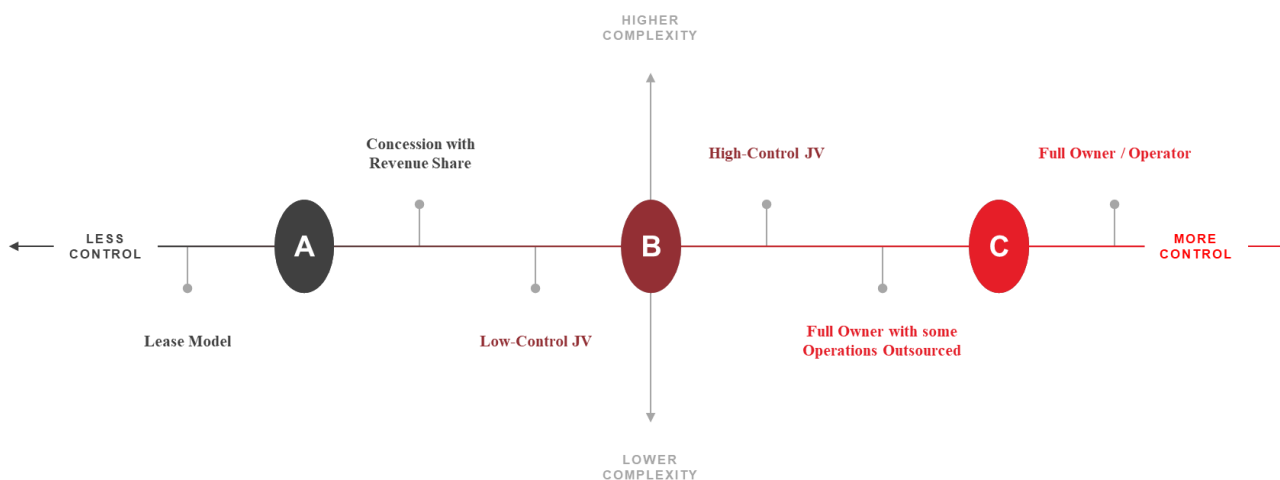 HIGHER
COMPLEXITY
Concession with
Revenue Share
High-Control JV
Full Owner / Operator
LESS
CONTROL
A
B
C
MORE
CONTROL
Lease Model
Low-Control JV
Full Owner with some
Operations Outsourced
LOWER
COMPLEXITY